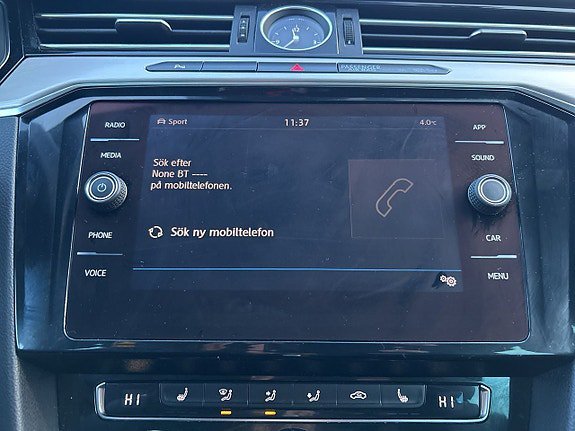 PASSENGER
RADIO
MEDIA
PHONE
VOICE
Sport
11:37
4.0°C
Sök efter
None BT ----
på mobiltelefonen.
Sök ny mobiltelefon
APP
SOUND
CAR
MENU
HI
HI